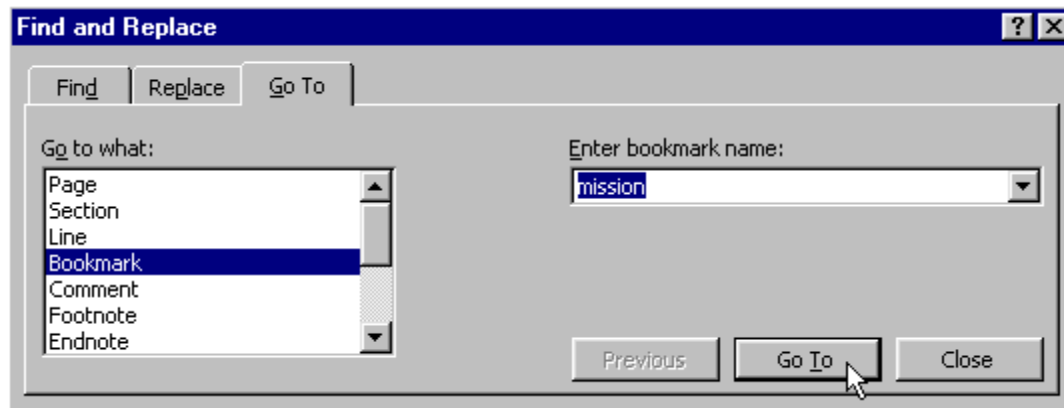 Find and Replace
Find Replace Go To
Go to what:
Page
Section
Line
Bookmark
Comment
Footnote
Endnote
Enter bookmark name:
mission
Previous Go To Close